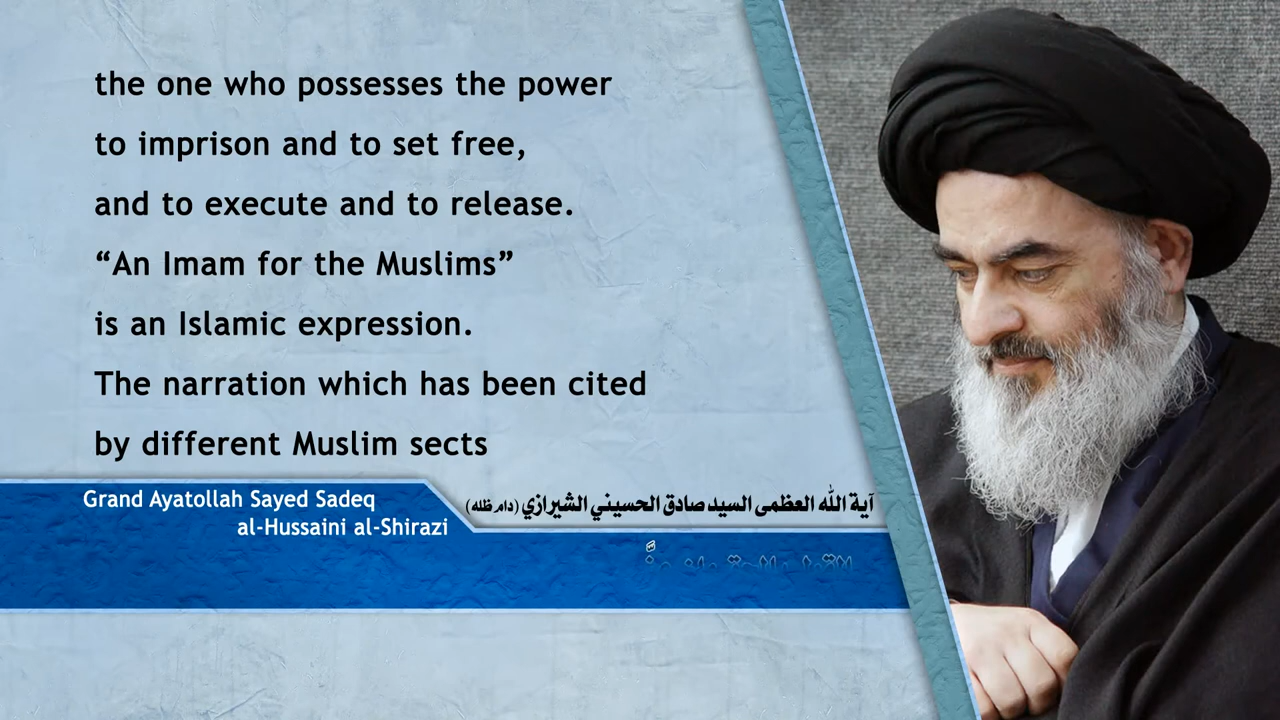 the one who possesses the power
to imprison and to set free,
and to execute and to release.
“An Imam for the Muslims”
is an Islamic expression.
The narration which has been cited
by different Muslim sects
Grand Ayatollah Sayed Sadeq
al-Hussaini al-Shirazi
آية الله العظمى السيد صادق الحسيني الشيرازي (دام ظله)